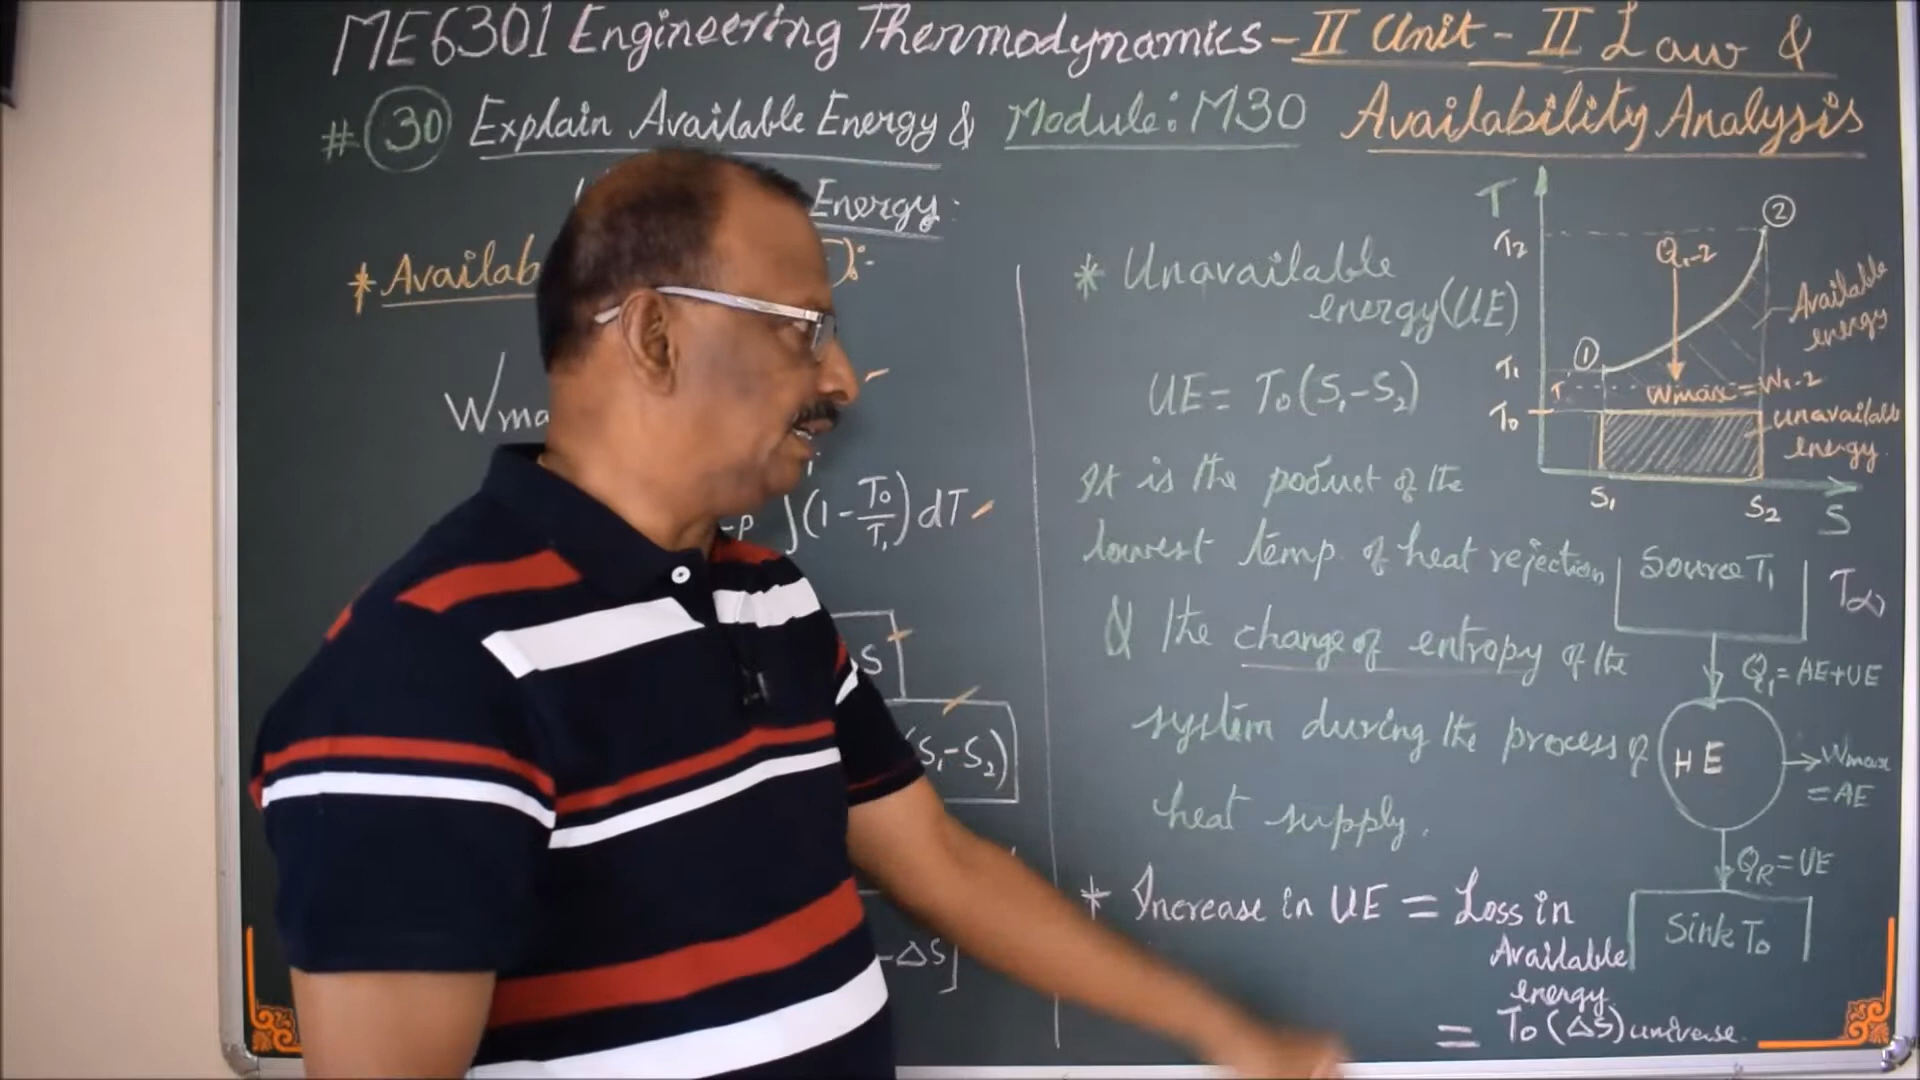 ME6301 Engineering Thermodynamics - II Unit - II Law &
# 30 Explain Available Energy & Module: M30 Availability Analysis
Energy:
* Availab ):-
Wma
-p ∫(1-T0/T1)dT
S
(S1-S2)
-ΔS]
* Unavailable
energy(UE)
UE = T0(S1-S2)
It is the poduct of the
lowest temp. of heat rejection
& the change of entropy of the
system during the process of
heat supply.
* Increase in UE = Loss in
Available
energy.
= T0(ΔS)universe.
T
T2
2
Q1-2
Available
energy
1
T1
T
Wmax = W1-2
T0
unavailable
energy.
S1
S2
S
Source T1
T∞
Q1=AE+UE
HE
Wmax
=AE
QR=UE
Sink T0